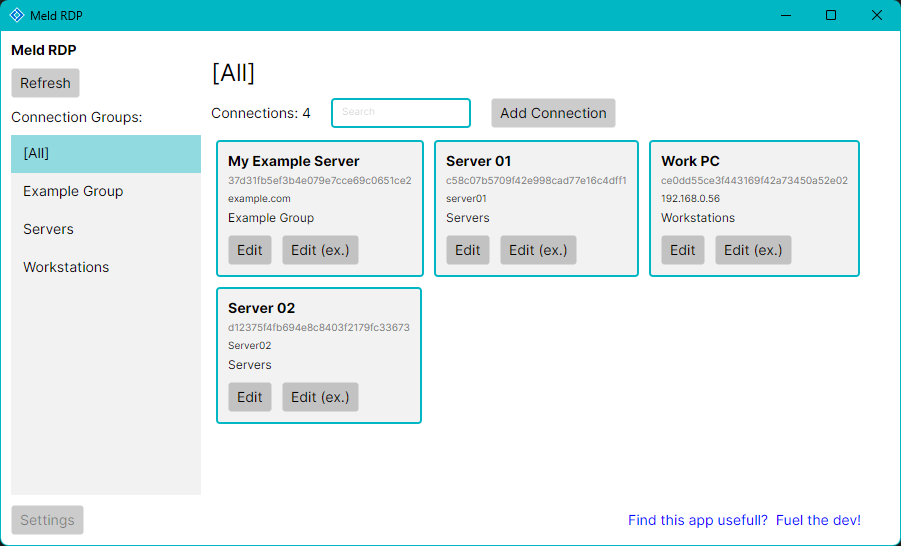 Meld RDP
Meld RDP
Refresh
Connection Groups:
[All]
Example Group
Servers
Workstations
Settings
[All]
Connections: 4
Search
Add Connection
My Example Server
37d31fb5ef3b4e079e7cce69c0651ce2
example.com
Example Group
Edit
Edit (ex.)
Server 01
c58c07b5709f42e998cad77e16c4dff1
server01
Servers
Edit
Edit (ex.)
Work PC
ce0dd55ce3f443169f42a73450a52e02
192.168.0.56
Workstations
Edit
Edit (ex.)
Server 02
d12375f4fb694e8c8403f2179fc33673
Server02
Servers
Edit
Edit (ex.)
Find this app usefull? Fuel the dev!